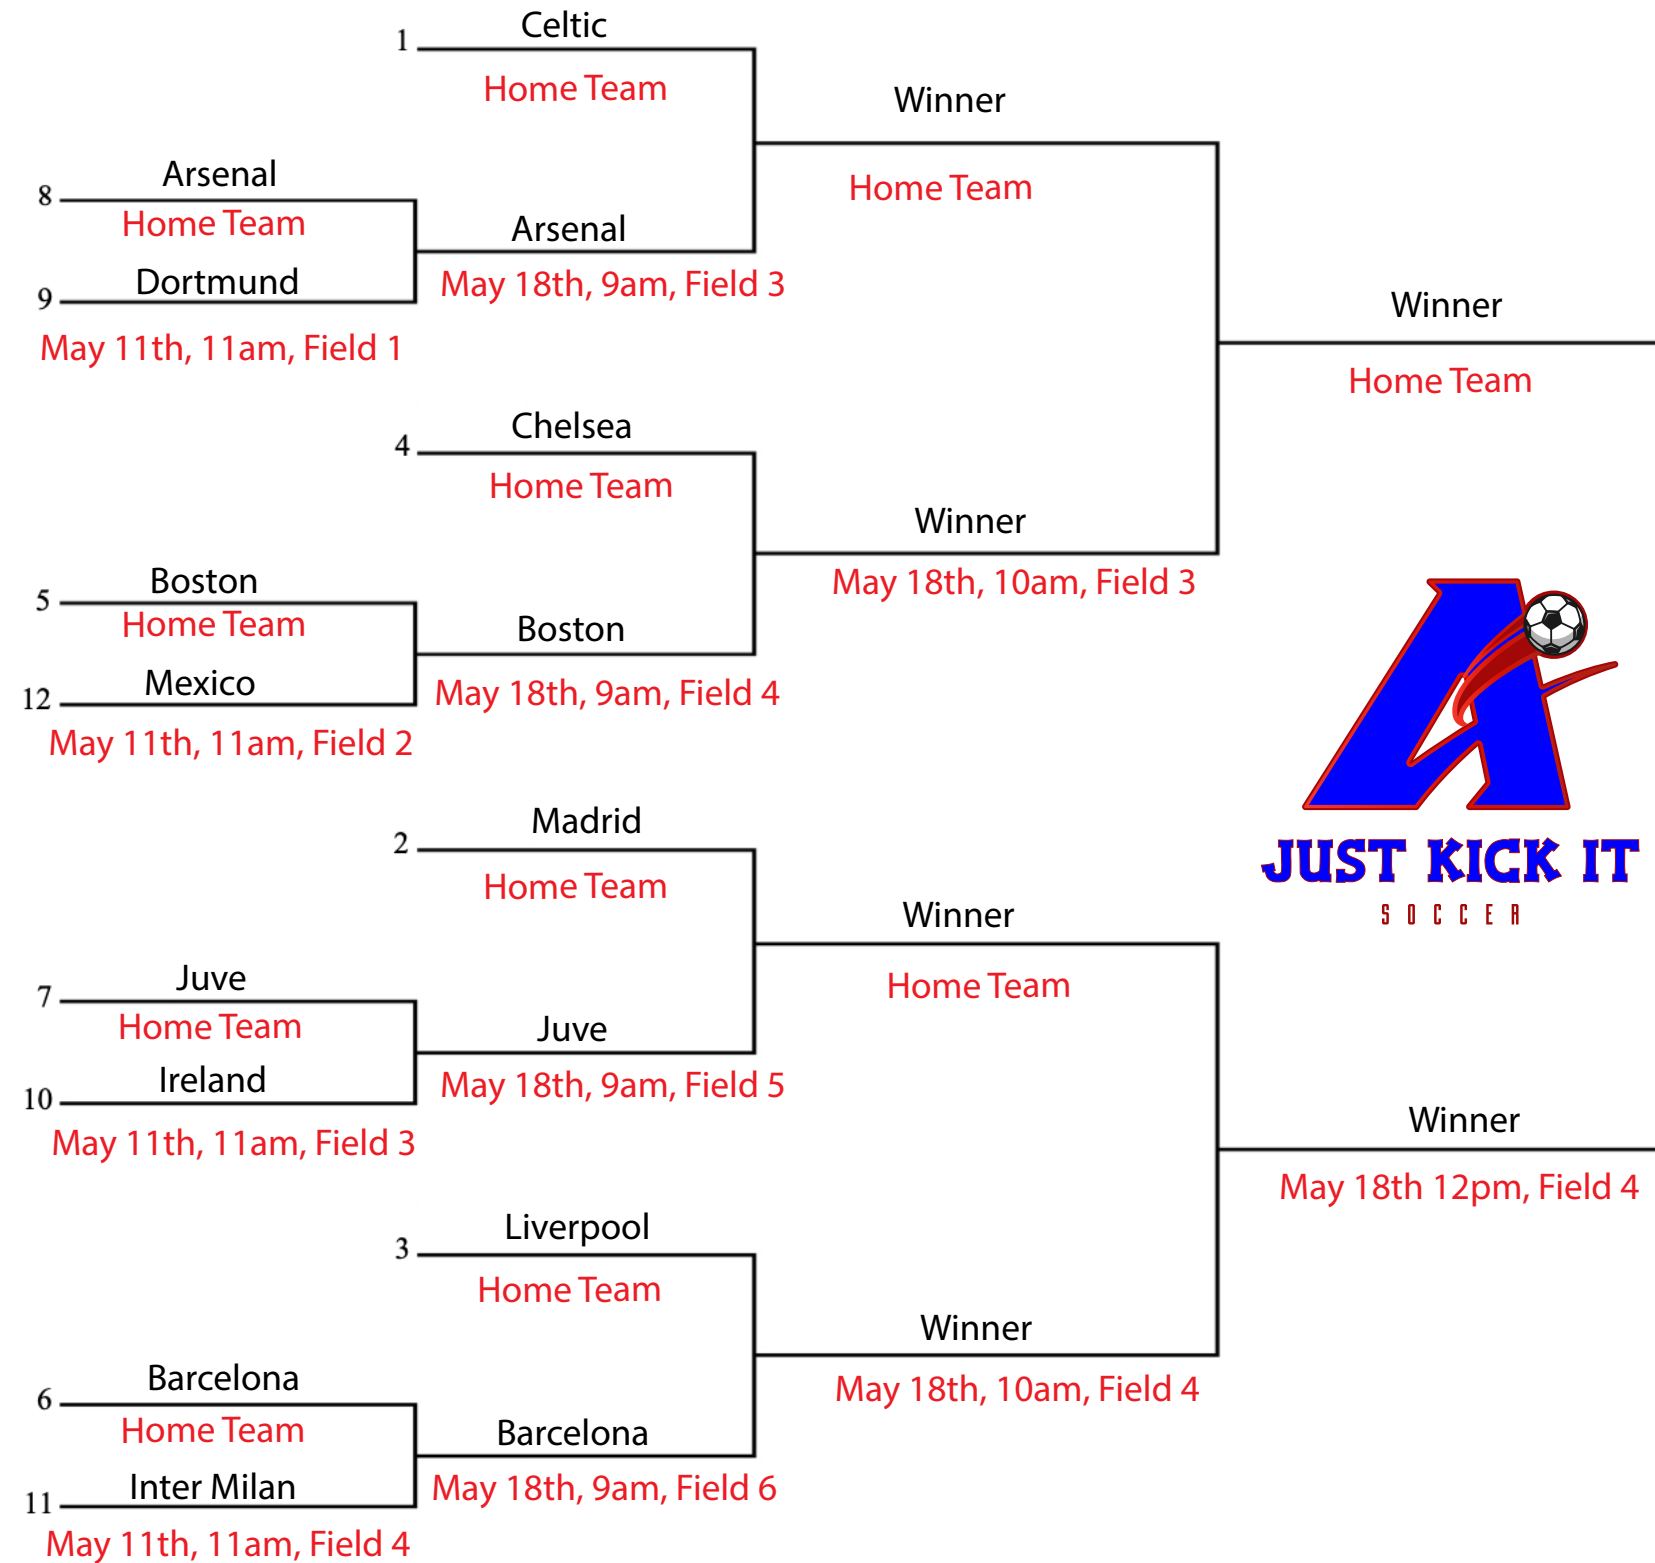 1
Celtic
Home Team
Winner
Home Team
8
Arsenal
Home Team
Arsenal
May 18th, 9am, Field 3
9
Dortmund
May 11th, 11am, Field 1
Winner
Home Team
4
Chelsea
Home Team
Winner
May 18th, 10am, Field 3
5
Boston
Home Team
Boston
May 18th, 9am, Field 4
12
Mexico
May 11th, 11am, Field 2
JUST KICK IT
SOCCER
2
Madrid
Home Team
Winner
Home Team
7
Juve
Home Team
Juve
May 18th, 9am, Field 5
10
Ireland
May 11th, 11am, Field 3
Winner
May 18th 12pm, Field 4
3
Liverpool
Home Team
Winner
May 18th, 10am, Field 4
6
Barcelona
Home Team
Barcelona
May 18th, 9am, Field 6
11
Inter Milan
May 11th, 11am, Field 4